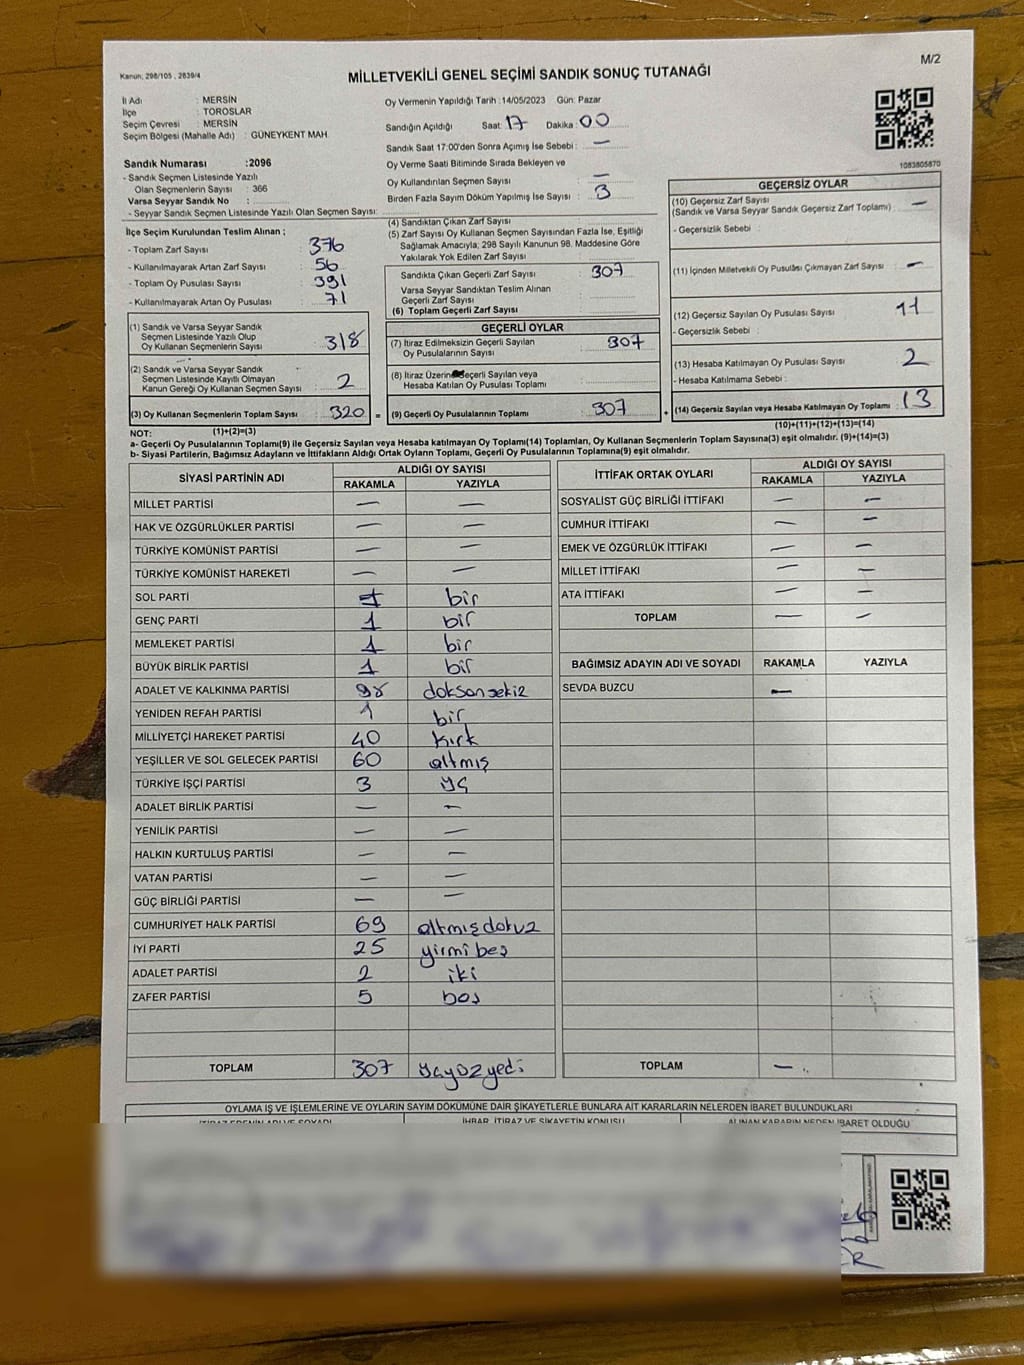 M/2
Kanun; 298/105 , 2839/4
MİLLETVEKİLİ GENEL SEÇİMİ SANDIK SONUÇ TUTANAĞI
İl Adı : MERSİN
İlçe : TOROSLAR
Seçim Çevresi : MERSİN
Seçim Bölgesi (Mahalle Adı) : GÜNEYKENT MAH.
Sandık Numarası :2096
- Sandık Seçmen Listesinde Yazılı
Olan Seçmenlerin Sayısı : 366
Varsa Seyyar Sandık No :
- Seyyar Sandık Seçmen Listesinde Yazılı Olan Seçmen Sayısı:
Oy Vermenin Yapıldığı Tarih :14/05/2023 Gün: Pazar
Sandığın Açıldığı Saat: 17 Dakika: 00
Sandık Saat 17:00'den Sonra Açımış İse Sebebi : —
Oy Verme Saati Bitiminde Sırada Bekleyen ve
Oy Kullandırılan Seçmen Sayısı : —
Birden Fazla Sayım Döküm Yapılmış İse Sayısı : 3
1083805870
İlçe Seçim Kurulundan Teslim Alınan ;
- Toplam Zarf Sayısı : 376
- Kullanılmayarak Artan Zarf Sayısı : 56
- Toplam Oy Pusulası Sayısı : 391
- Kullanılmayarak Artan Oy Pusulası : 71
(1) Sandık ve Varsa Seyyar Sandık
Seçmen Listesinde Yazılı Olup
Oy Kullanan Seçmenlerin Sayısı : 318
(2) Sandık ve Varsa Seyyar Sandık
Seçmen Listesinde Kayıtlı Olmayan
Kanun Gereği Oy Kullanan Seçmen Sayısı : 2
(3) Oy Kullanan Seçmenlerin Toplam Sayısı : 320 =
(1)+(2)=(3)
(4) Sandıktan Çıkan Zarf Sayısı :
(5) Zarf Sayısı Oy Kullanan Seçmen Sayısından Fazla İse, Eşitliği
Sağlamak Amacıyla; 298 Sayılı Kanunun 98. Maddesine Göre
Yakılarak Yok Edilen Zarf Sayısı :
Sandıkta Çıkan Geçerli Zarf Sayısı : 307
Varsa Seyyar Sandıktan Teslim Alınan
Geçerli Zarf Sayısı :
(6) Toplam Geçerli Zarf Sayısı :
GEÇERLİ OYLAR
(7) İtiraz Edilmeksizin Geçerli Sayılan
Oy Pusulalarının Sayısı : 307
(8) İtiraz Üzerine Geçerli Sayılan veya
Hesaba Katılan Oy Pusulası Toplamı :
(9) Geçerli Oy Pusulalarının Toplamı : 307 +
GEÇERSİZ OYLAR
(10) Geçersiz Zarf Sayısı : —
(Sandık ve Varsa Seyyar Sandık Geçersiz Zarf Toplamı)
- Geçersizlik Sebebi :
(11) İçinden Milletvekili Oy Pusulası Çıkmayan Zarf Sayısı : —
(12) Geçersiz Sayılan Oy Pusulası Sayısı : 11
- Geçersizlik Sebebi :
(13) Hesaba Katılmayan Oy Pusulası Sayısı : 2
- Hesaba Katılmama Sebebi :
(14) Geçersiz Sayılan veya Hesaba Katılmayan Oy Toplamı : 13
(10)+(11)+(12)+(13)=(14)
NOT:
a- Geçerli Oy Pusulalarının Toplamı(9) ile Geçersiz Sayılan veya Hesaba katılmayan Oy Toplamı(14) Toplamları, Oy Kullanan Seçmenlerin Toplam Sayısına(3) eşit olmalıdır. (9)+(14)=(3)
b- Siyasi Partilerin, Bağımsız Adayların ve İttifakların Aldığı Ortak Oyların Toplamı, Geçerli Oy Pusulalarının Toplamına(9) eşit olmalıdır.
SİYASİ PARTİNİN ADI ALDIĞI OY SAYISI
RAKAMLA YAZIYLA
MİLLET PARTİSİ — —
HAK VE ÖZGÜRLÜKLER PARTİSİ — —
TÜRKİYE KOMÜNİST PARTİSİ — —
TÜRKİYE KOMÜNİST HAREKETİ — —
SOL PARTİ 1 bir
GENÇ PARTİ 1 bir
MEMLEKET PARTİSİ 1 bir
BÜYÜK BİRLİK PARTİSİ 1 bir
ADALET VE KALKINMA PARTİSİ 98 doksansekiz
YENİDEN REFAH PARTİSİ 1 bir
MİLLİYETÇİ HAREKET PARTİSİ 40 kırk
YEŞİLLER VE SOL GELECEK PARTİSİ 60 altmış
TÜRKİYE İŞÇİ PARTİSİ 3 üç
ADALET BİRLİK PARTİSİ — —
YENİLİK PARTİSİ — —
HALKIN KURTULUŞ PARTİSİ — —
VATAN PARTİSİ — —
GÜÇ BİRLİĞİ PARTİSİ — —
CUMHURİYET HALK PARTİSİ 69 altmışdokuz
İYİ PARTİ 25 yirmibeş
ADALET PARTİSİ 2 iki
ZAFER PARTİSİ 5 beş
TOPLAM 307 üçyüzyedi
İTTİFAK ORTAK OYLARI ALDIĞI OY SAYISI
RAKAMLA YAZIYLA
SOSYALİST GÜÇ BİRLİĞİ İTTİFAKI — —
CUMHUR İTTİFAKI — —
EMEK VE ÖZGÜRLÜK İTTİFAKI — —
MİLLET İTTİFAKI — —
ATA İTTİFAKI — —
TOPLAM — —
BAĞIMSIZ ADAYIN ADI VE SOYADI RAKAMLA YAZIYLA
SEVDA BUZCU —
TOPLAM —
OYLAMA İŞ VE İŞLEMLERİNE VE OYLARIN SAYIM DÖKÜMÜNE DAİR ŞİKAYETLERLE BUNLARA AİT KARARLARIN NELERDEN İBARET BULUNDUKLARI
İTİRAZ EDENİN ADI VE SOYADI İHBAR, İTİRAZ VE ŞİKAYETİN KONUSU ALINAN KARARIN NEDEN İBARET OLDUĞU